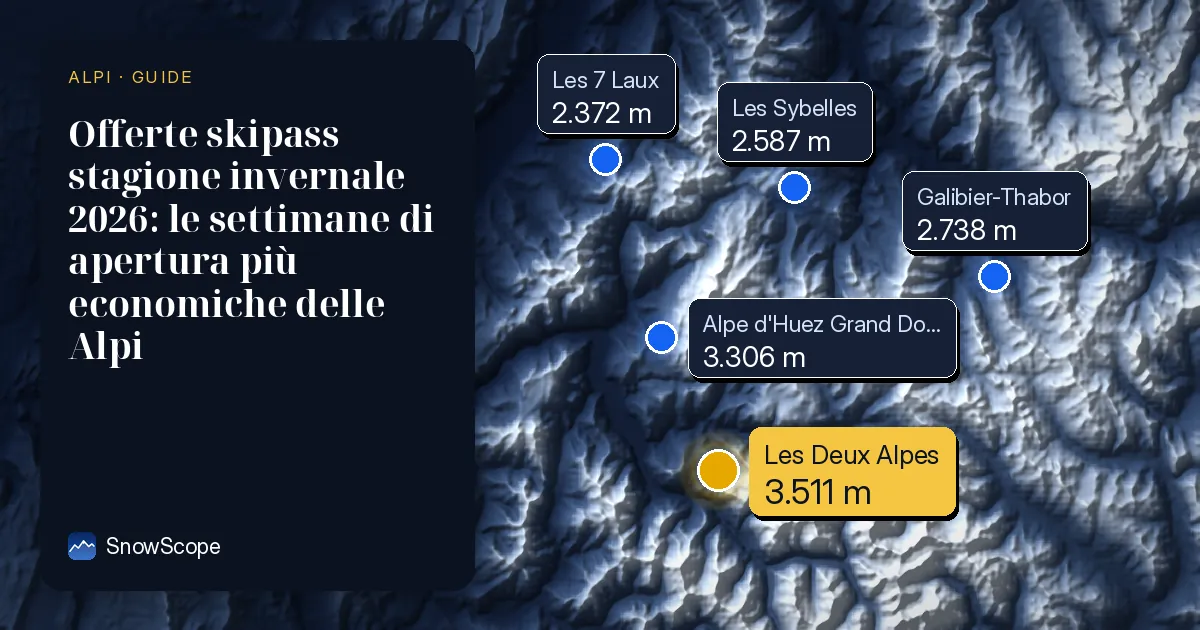 ALPI · GUIDE
Offerte skipass
stagione invernale
2026: le settimane di
apertura più
economiche delle
Alpi
SnowScope
Les 7 Laux
2.372 m
Les Sybelles
2.587 m
Galibier-Thabor
2.738 m
Alpe d'Huez Grand Do...
3.306 m
Les Deux Alpes
3.511 m